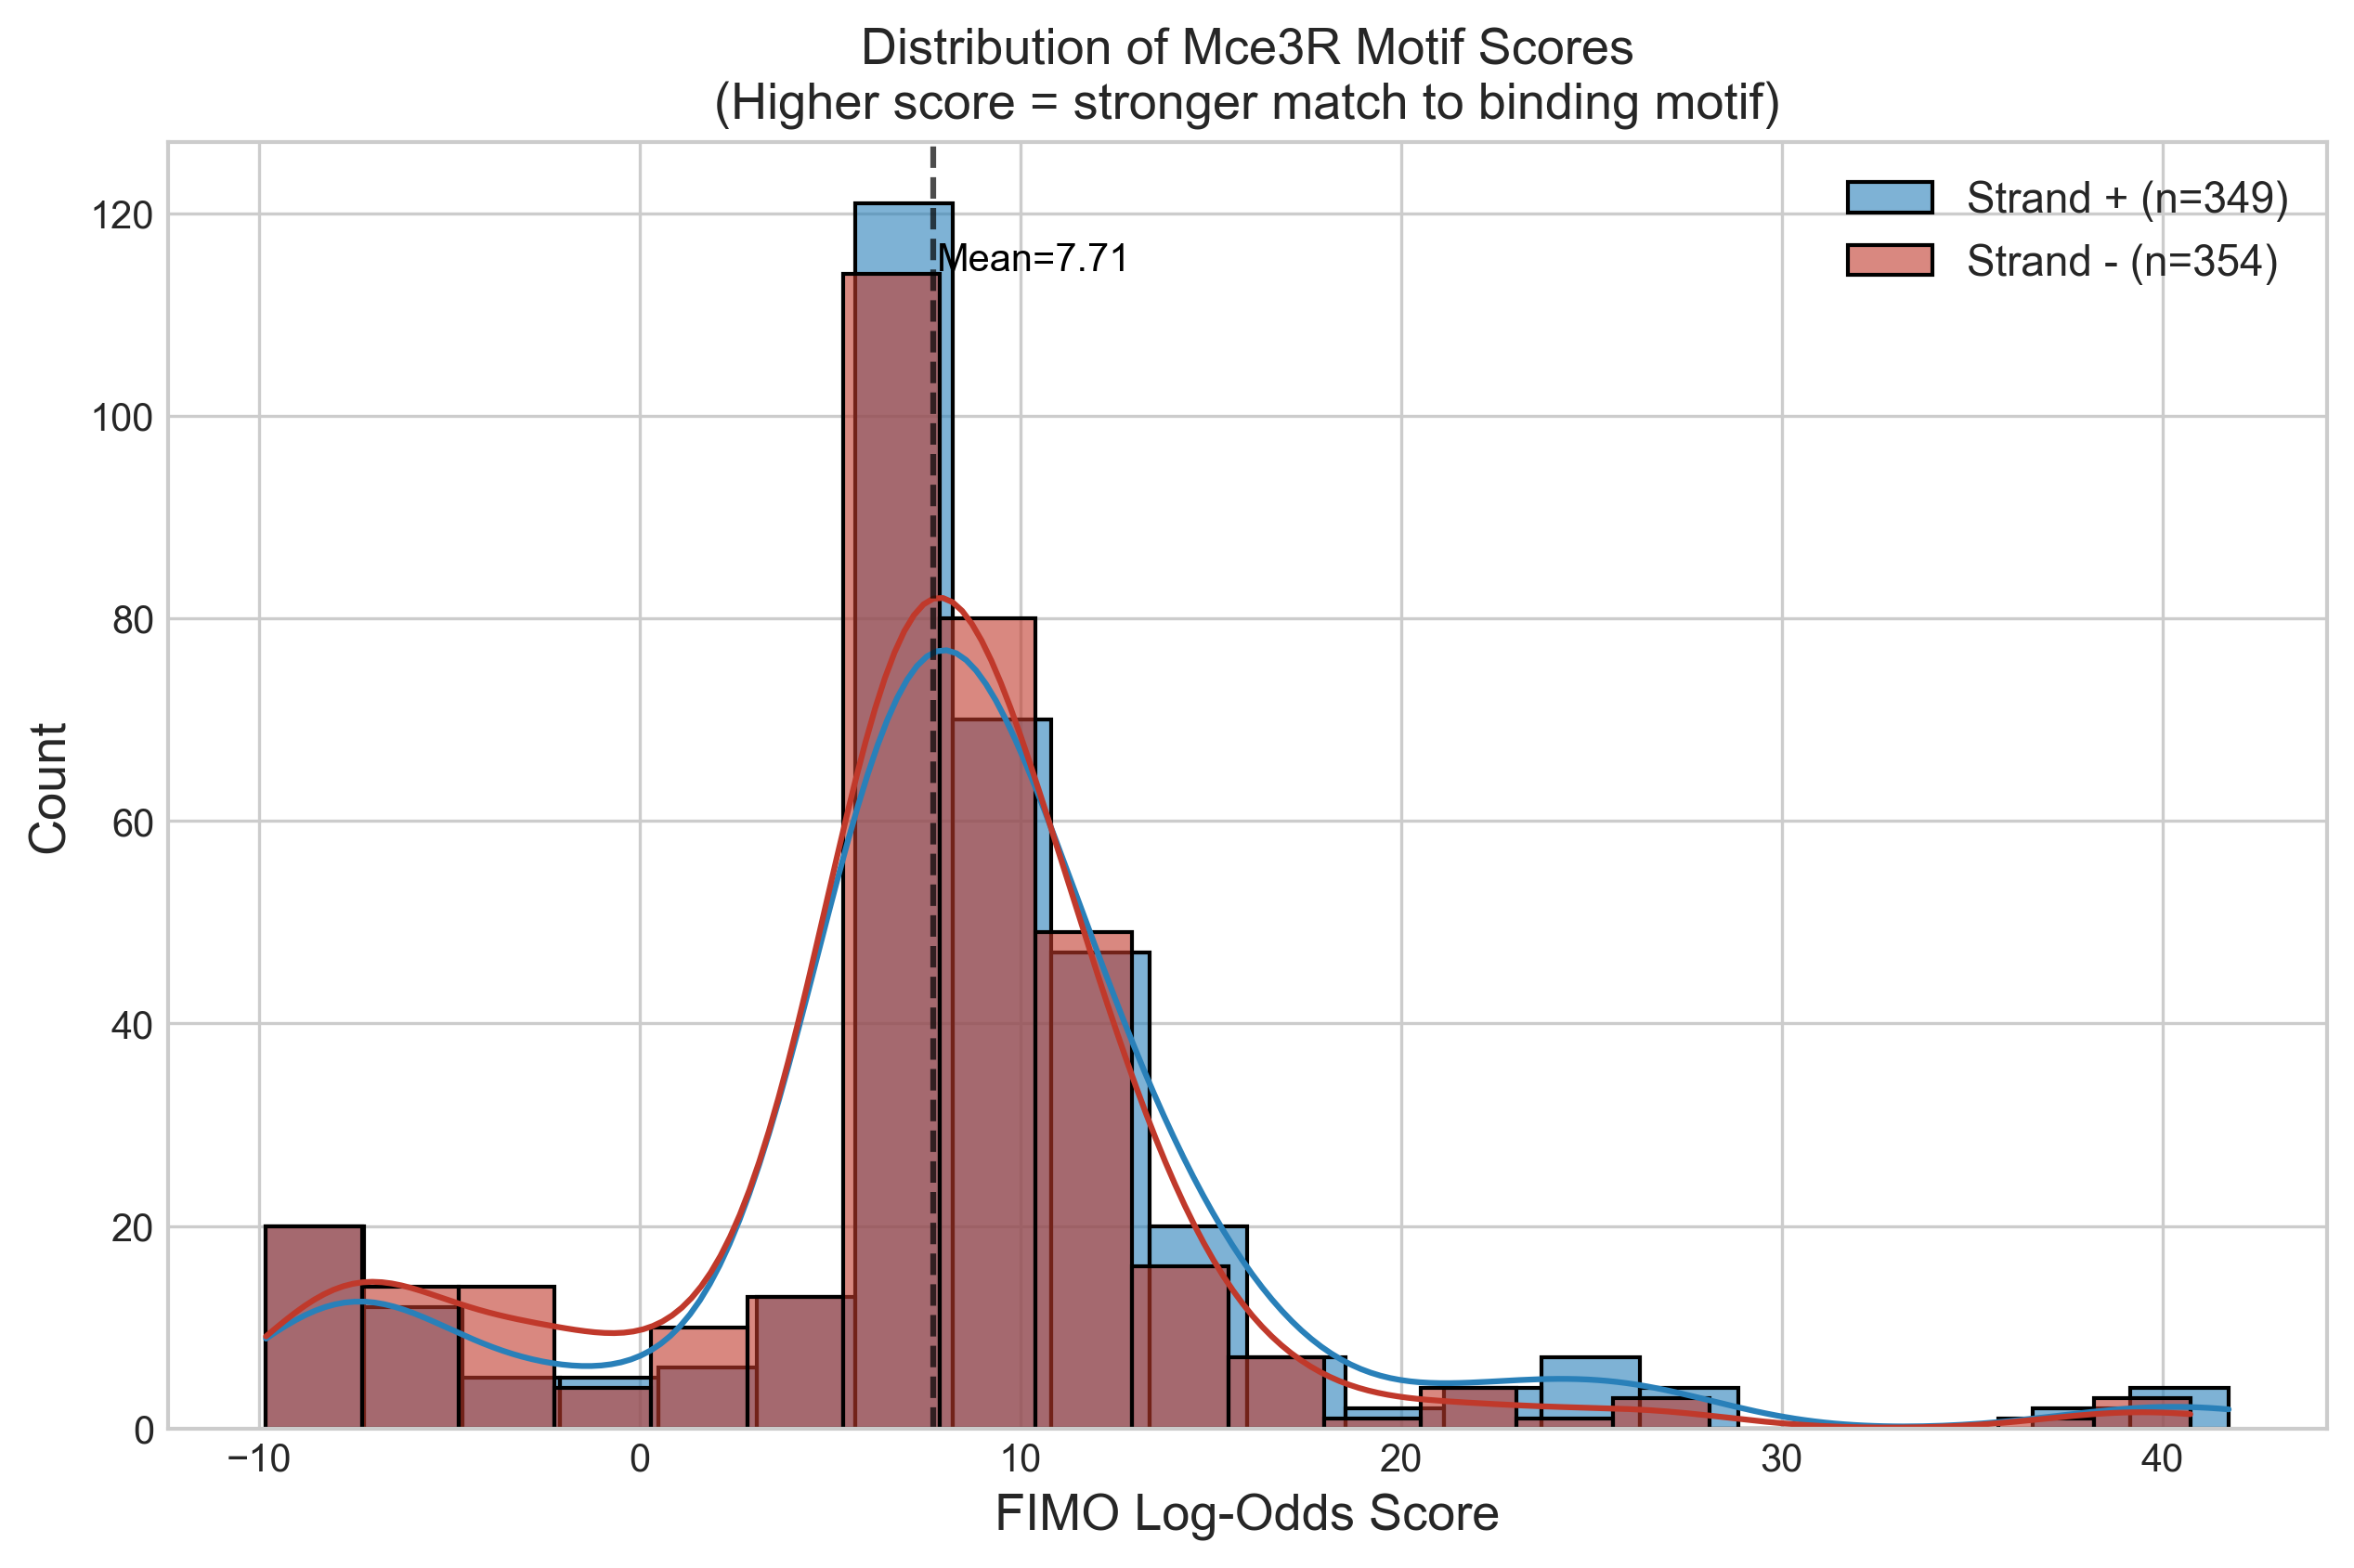 Distribution of Mce3R Motif Scores
(Higher score = stronger match to binding motif)
Strand + (n=349)
Strand - (n=354)
Mean=7.71
120
100
80
60
40
20
0
Count
−10 0 10 20 30 40
FIMO Log-Odds Score